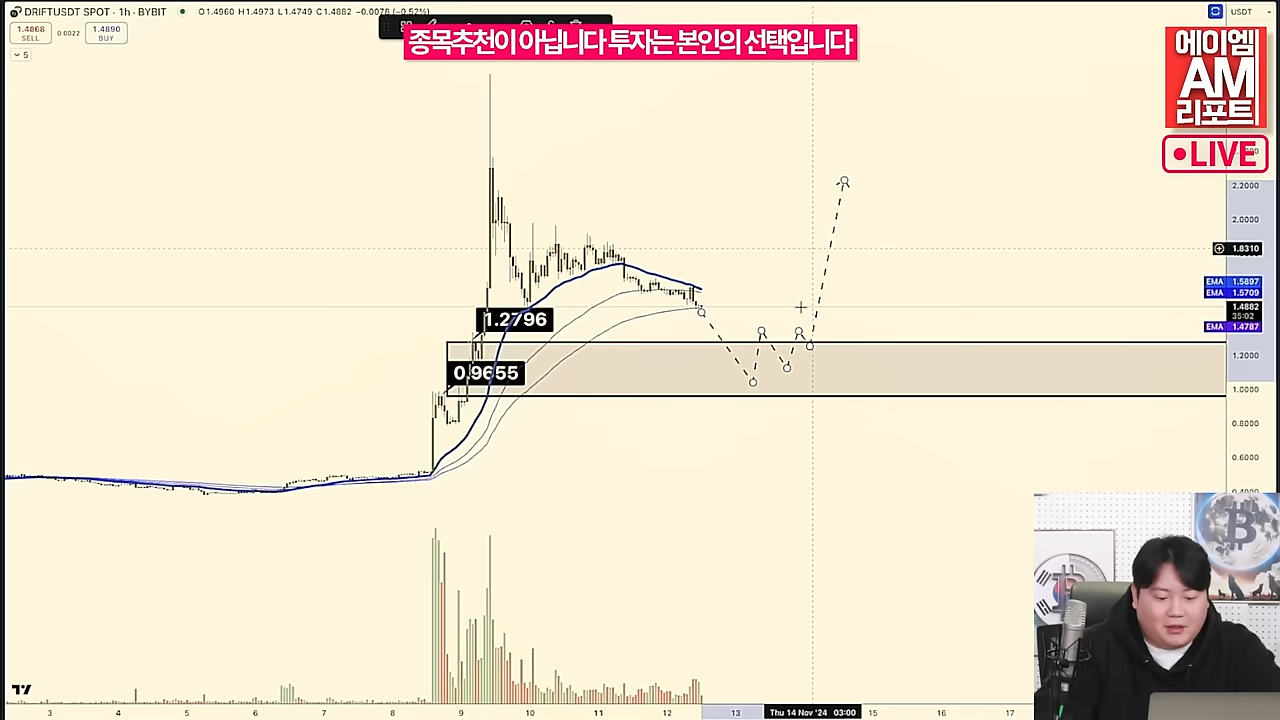 DRIFTUSDT SPOT · 1h · BYBIT
O1.4960 H1.4973 L1.4749 C1.4882 −0.0078 (−0.52%)
USDT
1.4868
SELL
0.0022
1.4890
BUY
5
종목추천이 아닙니다 투자는 본인의 선택입니다
에이엠
AM
리포트
LIVE
2.2000
2.0000
1.8310
EMA 1.5897
EMA 1.5709
1.4882
35:02
EMA 1.4787
1.2796
1.2000
0.9655
1.0000
0.8000
0.6000
0.4000
3 4 5 6 7 8 9 10 11 12 13 Thu 14 Nov '24 03:00 15 16 17